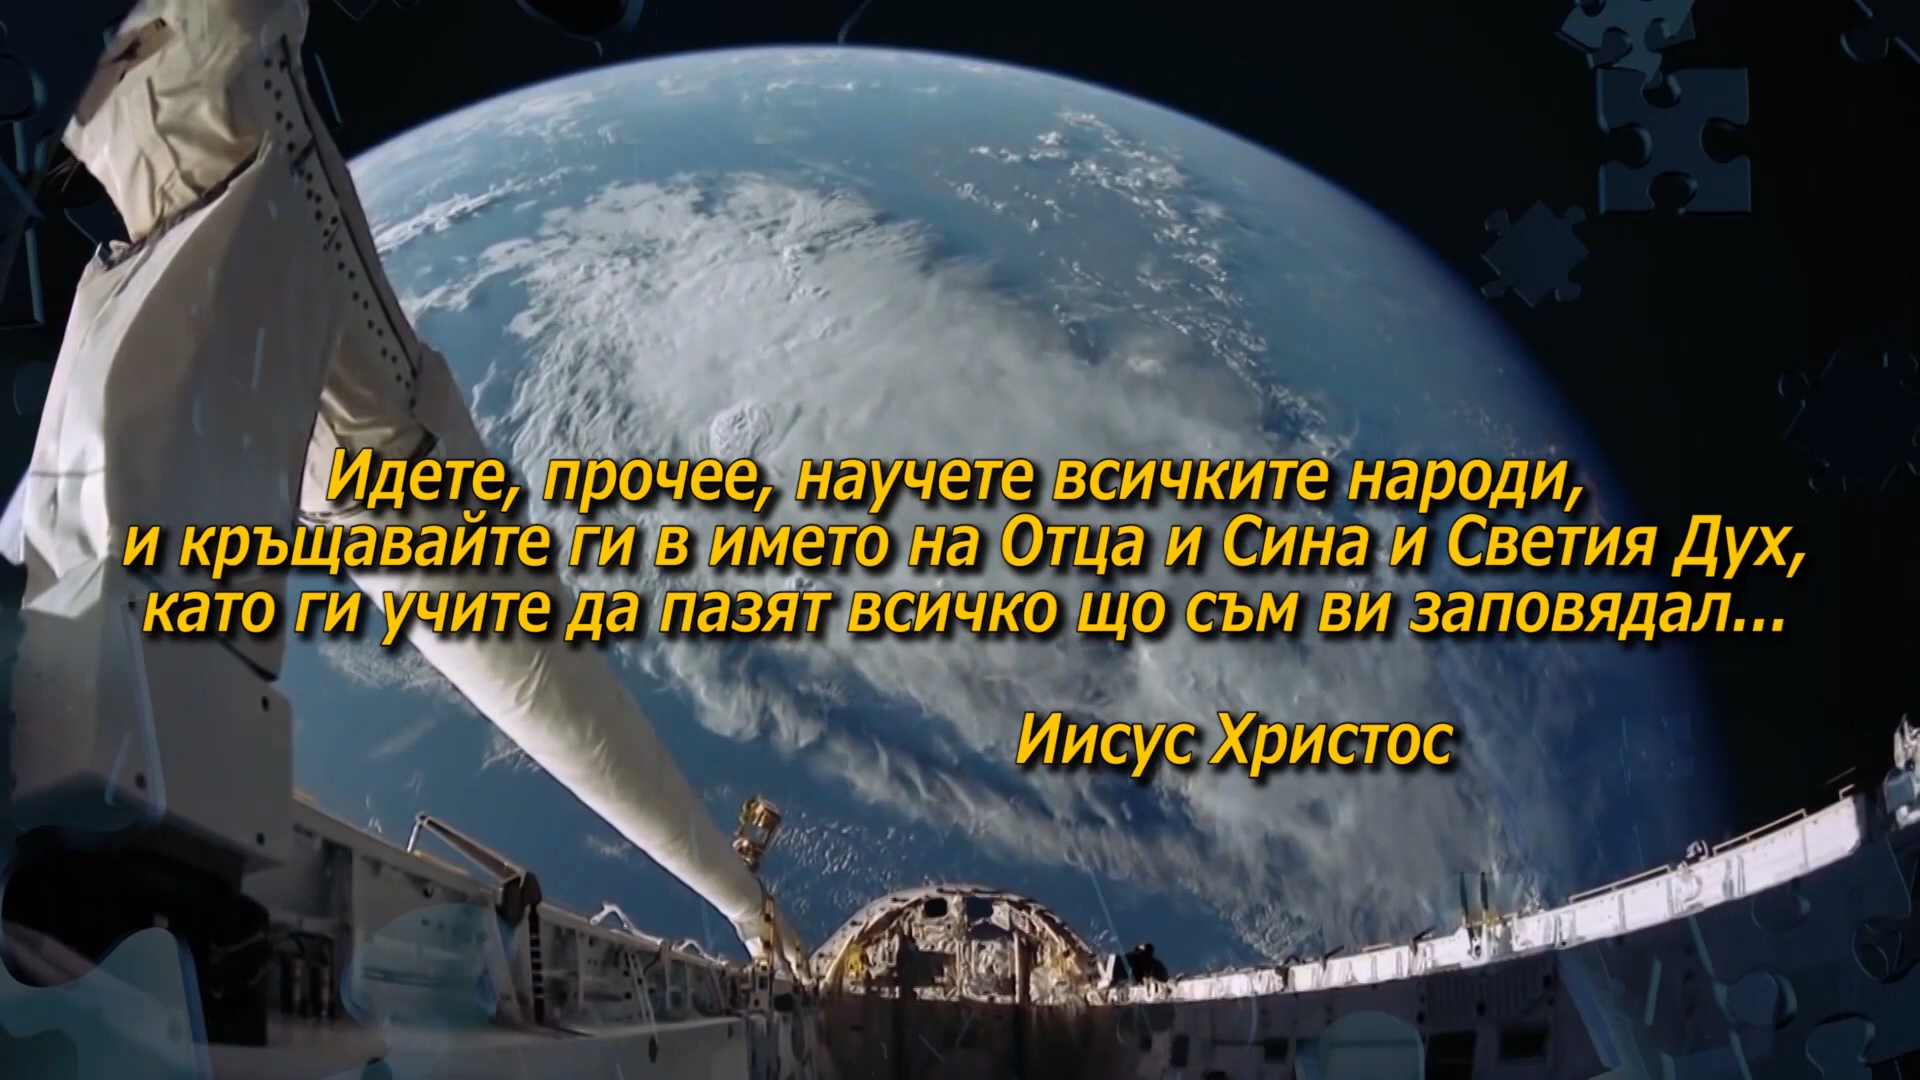 Идете, прочее, научете всичките народи,
и кръщавайте ги в името на Отца и Сина и Светия Дух,
като ги учите да пазят всичко що съм ви заповядал...
Иисус Христос